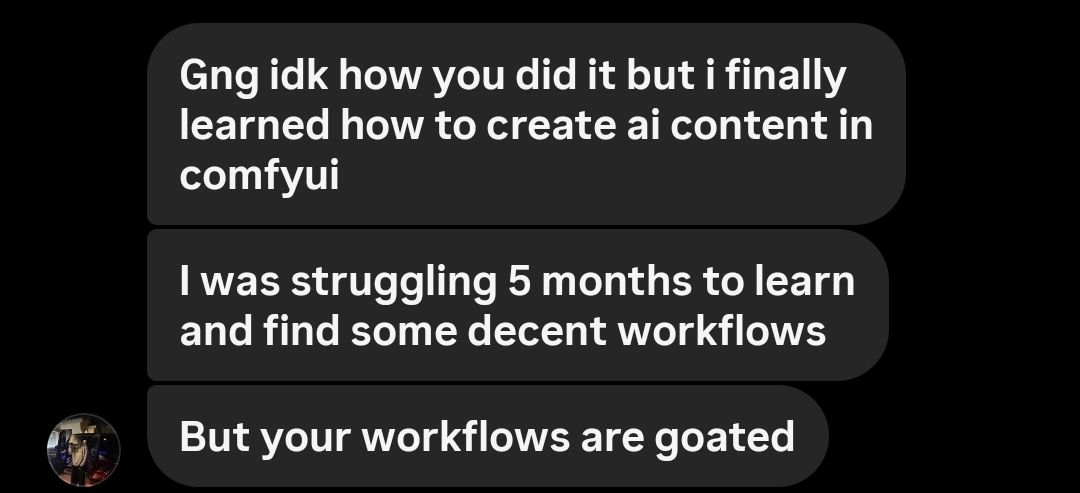 Gng idk how you did it but i finally
learned how to create ai content in
comfyui
I was struggling 5 months to learn
and find some decent workflows
But your workflows are goated